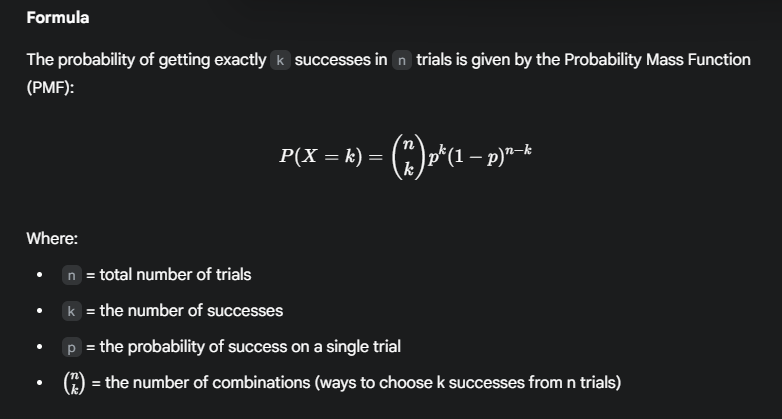 Formula
The probability of getting exactly k successes in n trials is given by the Probability Mass Function
(PMF):
P(X = k) = (n k) p^k (1 − p)^{n−k}
Where:
• n = total number of trials
• k = the number of successes
• p = the probability of success on a single trial
• (n k) = the number of combinations (ways to choose k successes from n trials)